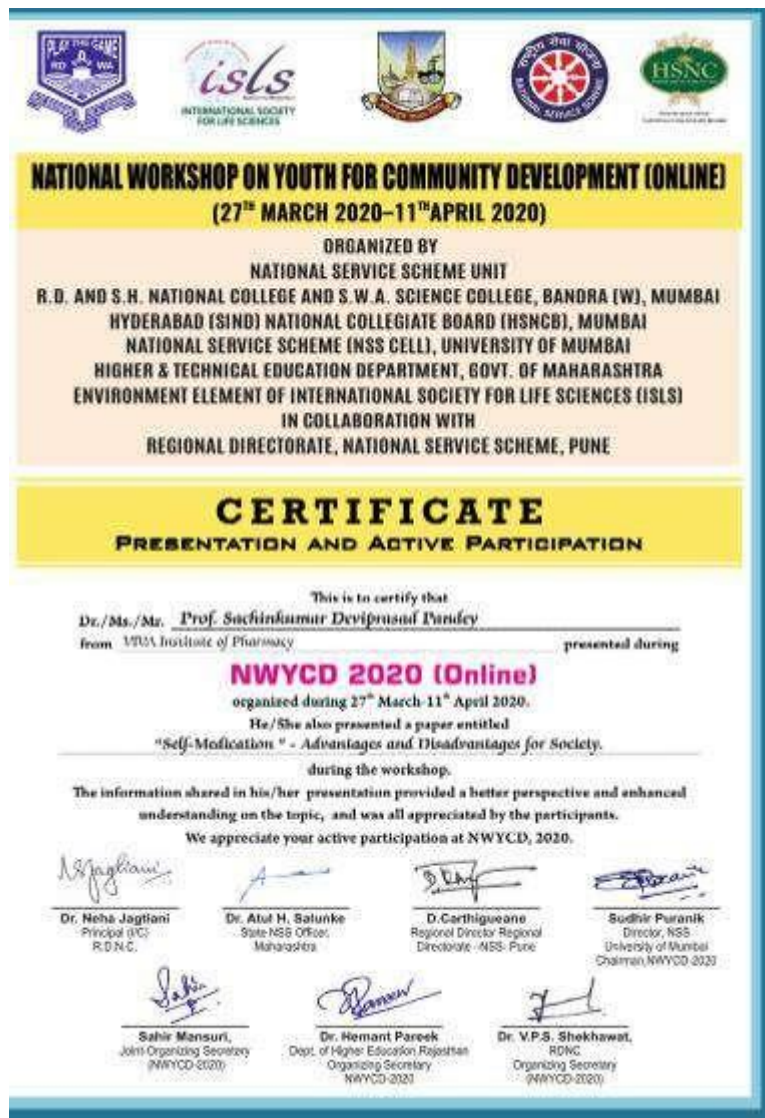 PLAY THE GAME
RD WA
isls
INTERNATIONAL SOCIETY
FOR LIFE SCIENCES
राष्ट्रीय सेवा योजना
NATIONAL SERVICE SCHEME
HSNC
NATIONAL WORKSHOP ON YOUTH FOR COMMUNITY DEVELOPMENT (ONLINE)
(27TH MARCH 2020–11TH APRIL 2020)
ORGANIZED BY
NATIONAL SERVICE SCHEME UNIT
R.D. AND S.H. NATIONAL COLLEGE AND S.W.A. SCIENCE COLLEGE, BANDRA (W), MUMBAI
HYDERABAD (SIND) NATIONAL COLLEGIATE BOARD (HSNCB), MUMBAI
NATIONAL SERVICE SCHEME (NSS CELL), UNIVERSITY OF MUMBAI
HIGHER & TECHNICAL EDUCATION DEPARTMENT, GOVT. OF MAHARASHTRA
ENVIRONMENT ELEMENT OF INTERNATIONAL SOCIETY FOR LIFE SCIENCES (ISLS)
IN COLLABORATION WITH
REGIONAL DIRECTORATE, NATIONAL SERVICE SCHEME, PUNE
CERTIFICATE
PRESENTATION AND ACTIVE PARTICIPATION
This is to certify that
Dr./Ms./Mr. Prof. Sachinkumar Deviprasad Pandey
from VIVA Institute of Pharmacy presented during
NWYCD 2020 (Online)
organized during 27th March-11th April 2020.
He/She also presented a paper entitled
"Self-Medication " - Advantages and Disadvantages for Society.
during the workshop.
The information shared in his/her presentation provided a better perspective and enhanced
understanding on the topic, and was all appreciated by the participants.
We appreciate your active participation at NWYCD, 2020.
Dr. Neha Jagtiani
Principal (I/C)
R.D.N.C.
Dr. Atul H. Salunke
State NSS Officer,
Maharashtra
D.Carthigueane
Regional Director Regional
Directorate -NSS- Pune
Sudhir Puranik
Director, NSS
University of Mumbai
Chairman,NWYCD-2020
Sahir Mansuri,
Joint-Organizing Secretary
(NWYCD-2020)
Dr. Hemant Pareek
Dept. of Higher Education Rajasthan
Organizing Secretary
NWYCD-2020
Dr. V.P.S. Shekhawat,
RDNC
Organizing Secretary
(NWYCD-2020)